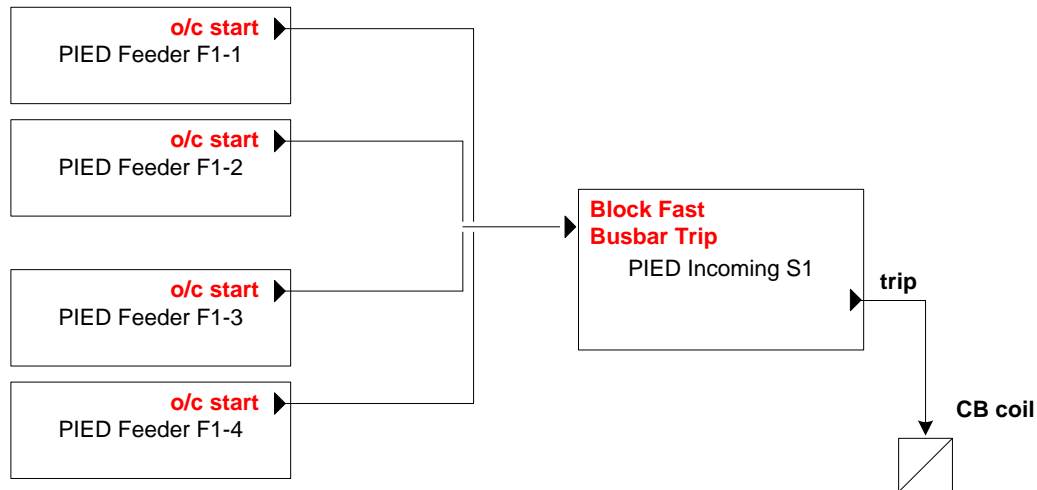 o/c start
PIED Feeder F1-1
o/c start
PIED Feeder F1-2
Block Fast
Busbar Trip
PIED Incoming S1
o/c start
PIED Feeder F1-3
trip
o/c start
PIED Feeder F1-4
CB coil